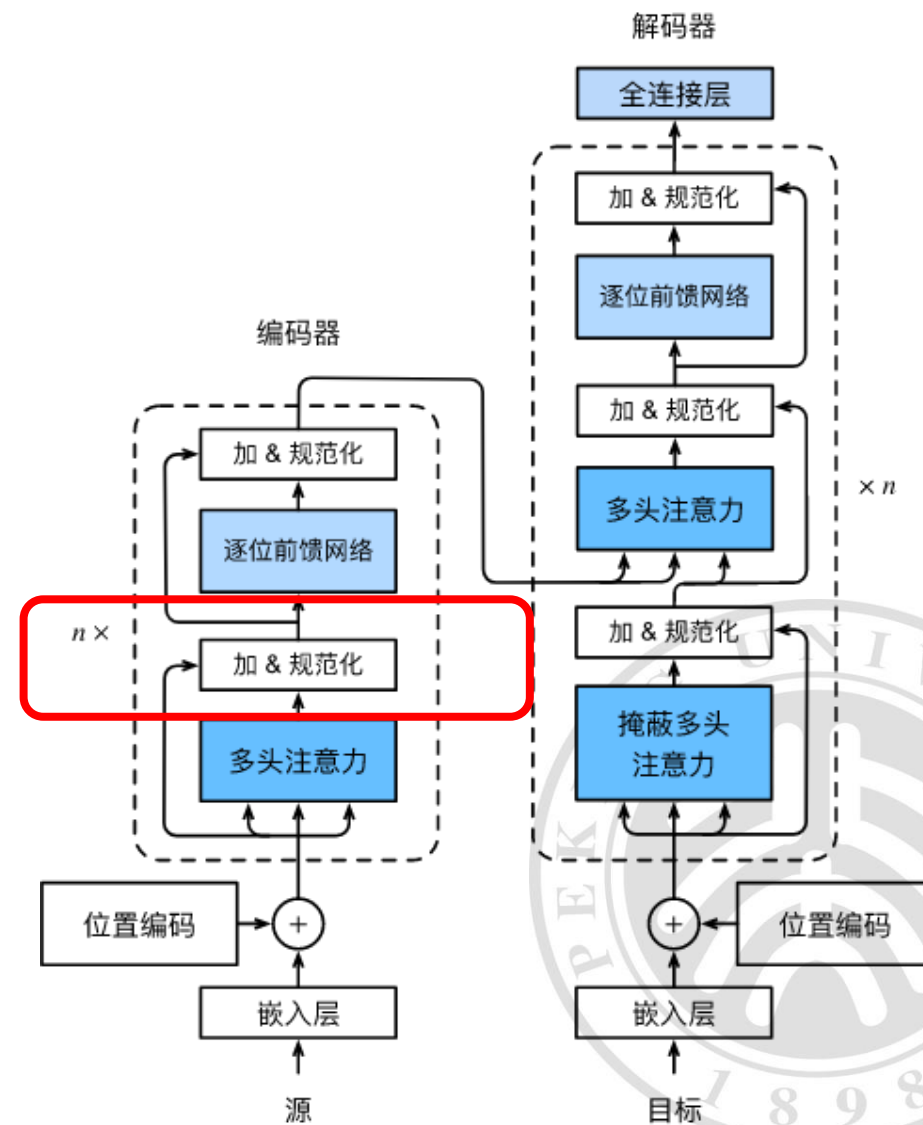 解码器
全连接层
加 & 规范化
逐位前馈网络
加 & 规范化
多头注意力
× n
加 & 规范化
掩蔽多头
注意力
位置编码
嵌入层
目标
编码器
加 & 规范化
逐位前馈网络
n ×
加 & 规范化
多头注意力
位置编码
嵌入层
源
+
+
PEK
UNI
1898